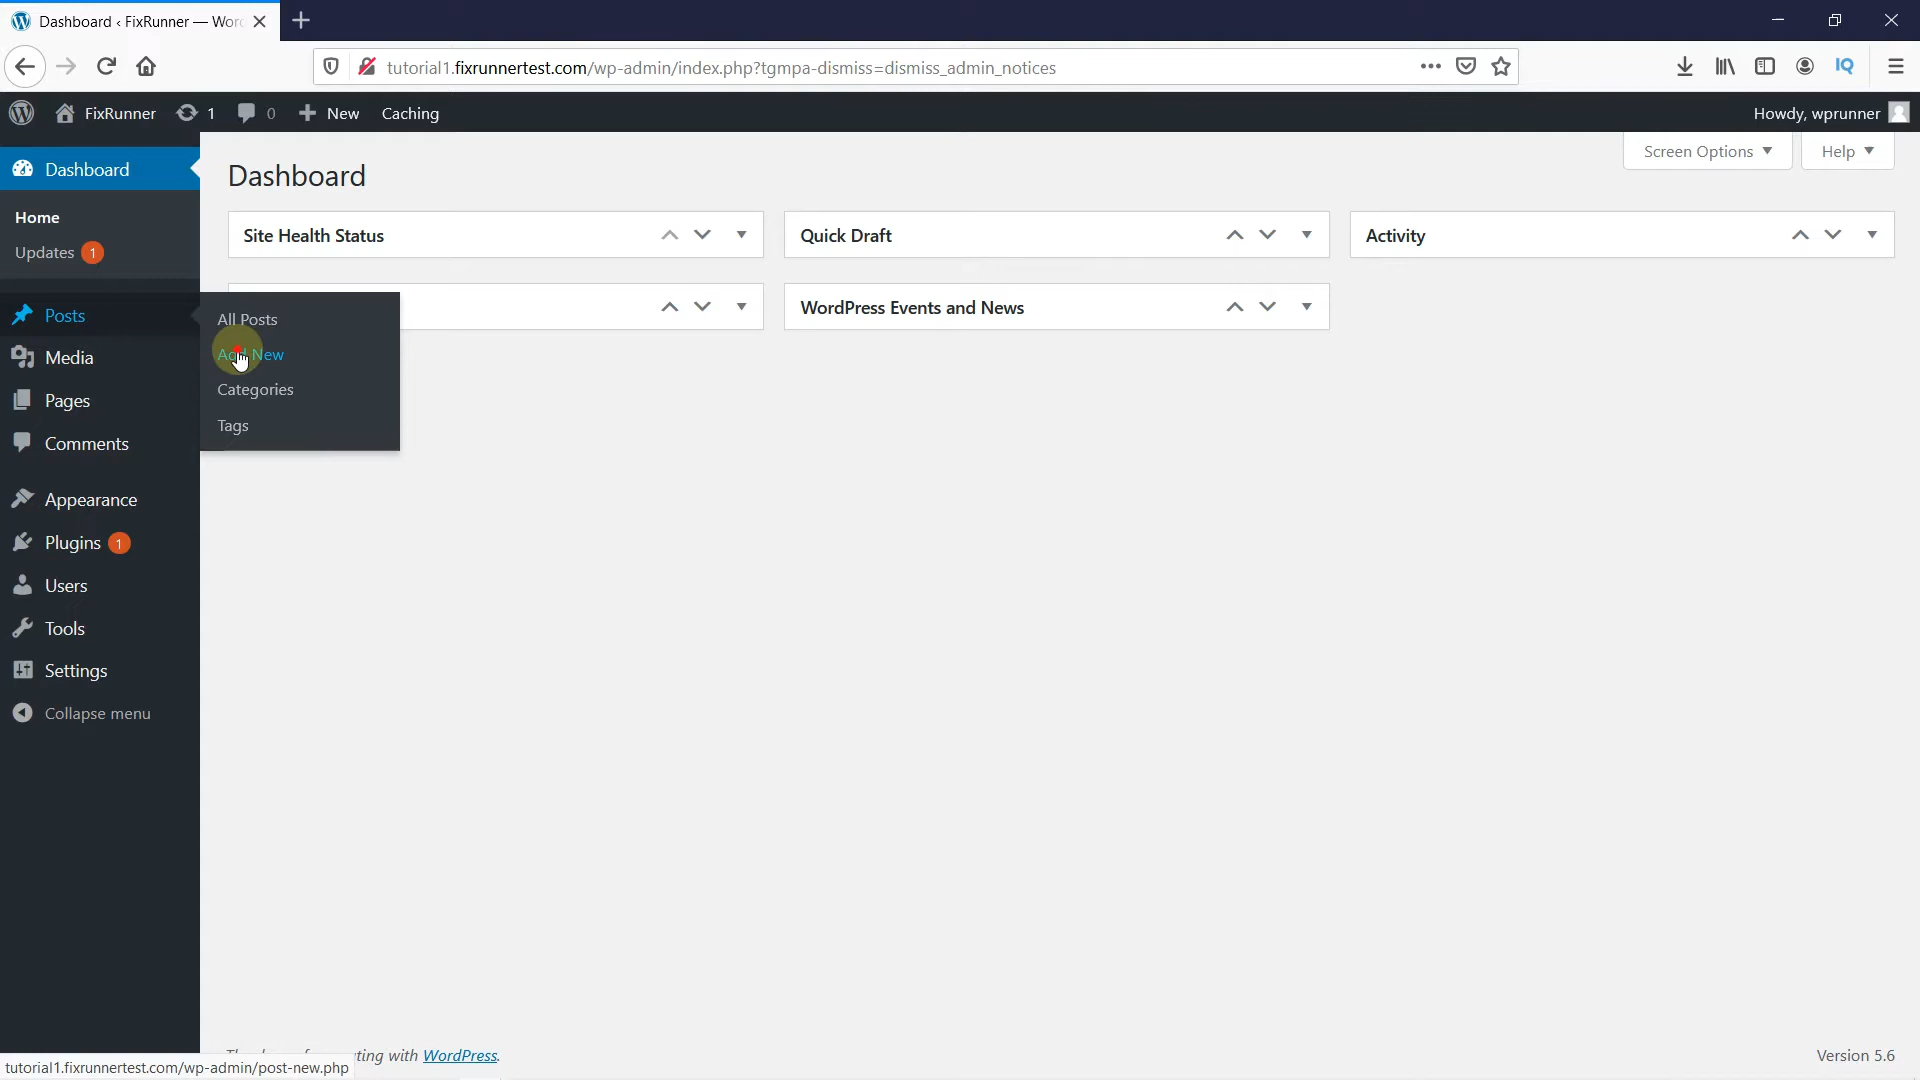 Dashboard ‹ FixRunner — Wor
tutorial1.fixrunnertest.com/wp-admin/index.php?tgmpa-dismiss=dismiss_admin_notices
IQ
FixRunner
1
0
New
Caching
Howdy, wprunner
Dashboard
Home
Updates 1
Posts
Media
Pages
Comments
Appearance
Plugins 1
Users
Tools
Settings
Collapse menu
All Posts
Add New
Categories
Tags
Screen Options
Help
Dashboard
Site Health Status
Quick Draft
Activity
WordPress Events and News
with WordPress.
Version 5.6
tutorial1.fixrunnertest.com/wp-admin/post-new.php